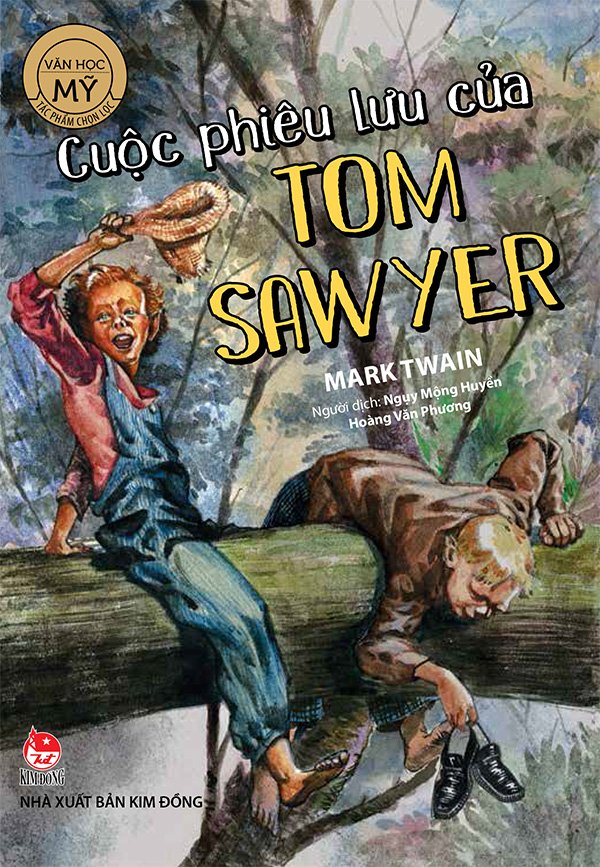 VĂN HỌC
MỸ
TÁC PHẨM CHỌN LỌC
Cuộc phiêu lưu của
TOM
SAWYER
MARK TWAIN
Người dịch: Ngụy Mộng Huyền
Hoàng Văn Phương
KIM ĐỒNG
NHÀ XUẤT BẢN KIM ĐỒNG